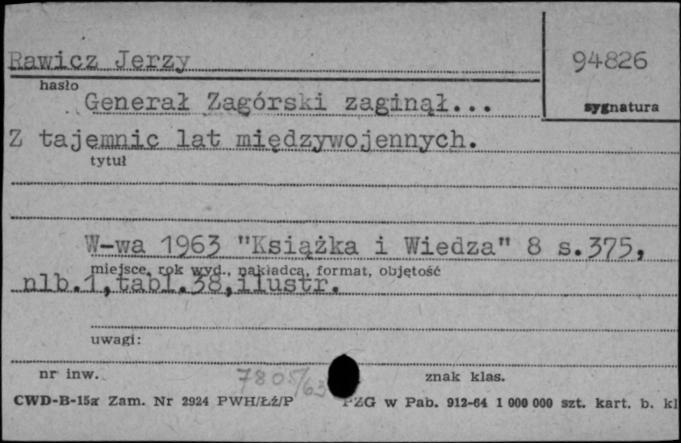 Rawicz Jerzy
94826
hasło
sygnatura
Generał Zagórski zaginął...
Z tajemnic lat międzywojennych.
tytuł
W-wa 1963 "Książka i Wiedza" 8 s.375,
miejsce, rok wyd., nakładca, format, objętość
nlb.1,tabl.38,ilustr.
uwagi:
nr inw. 7805/63 znak klas.
CWD-B-15a Zam. Nr 2924 PWH/ŁŻ/P PZG w Pab. 912-64 1 000 000 szt. kart. b. kl